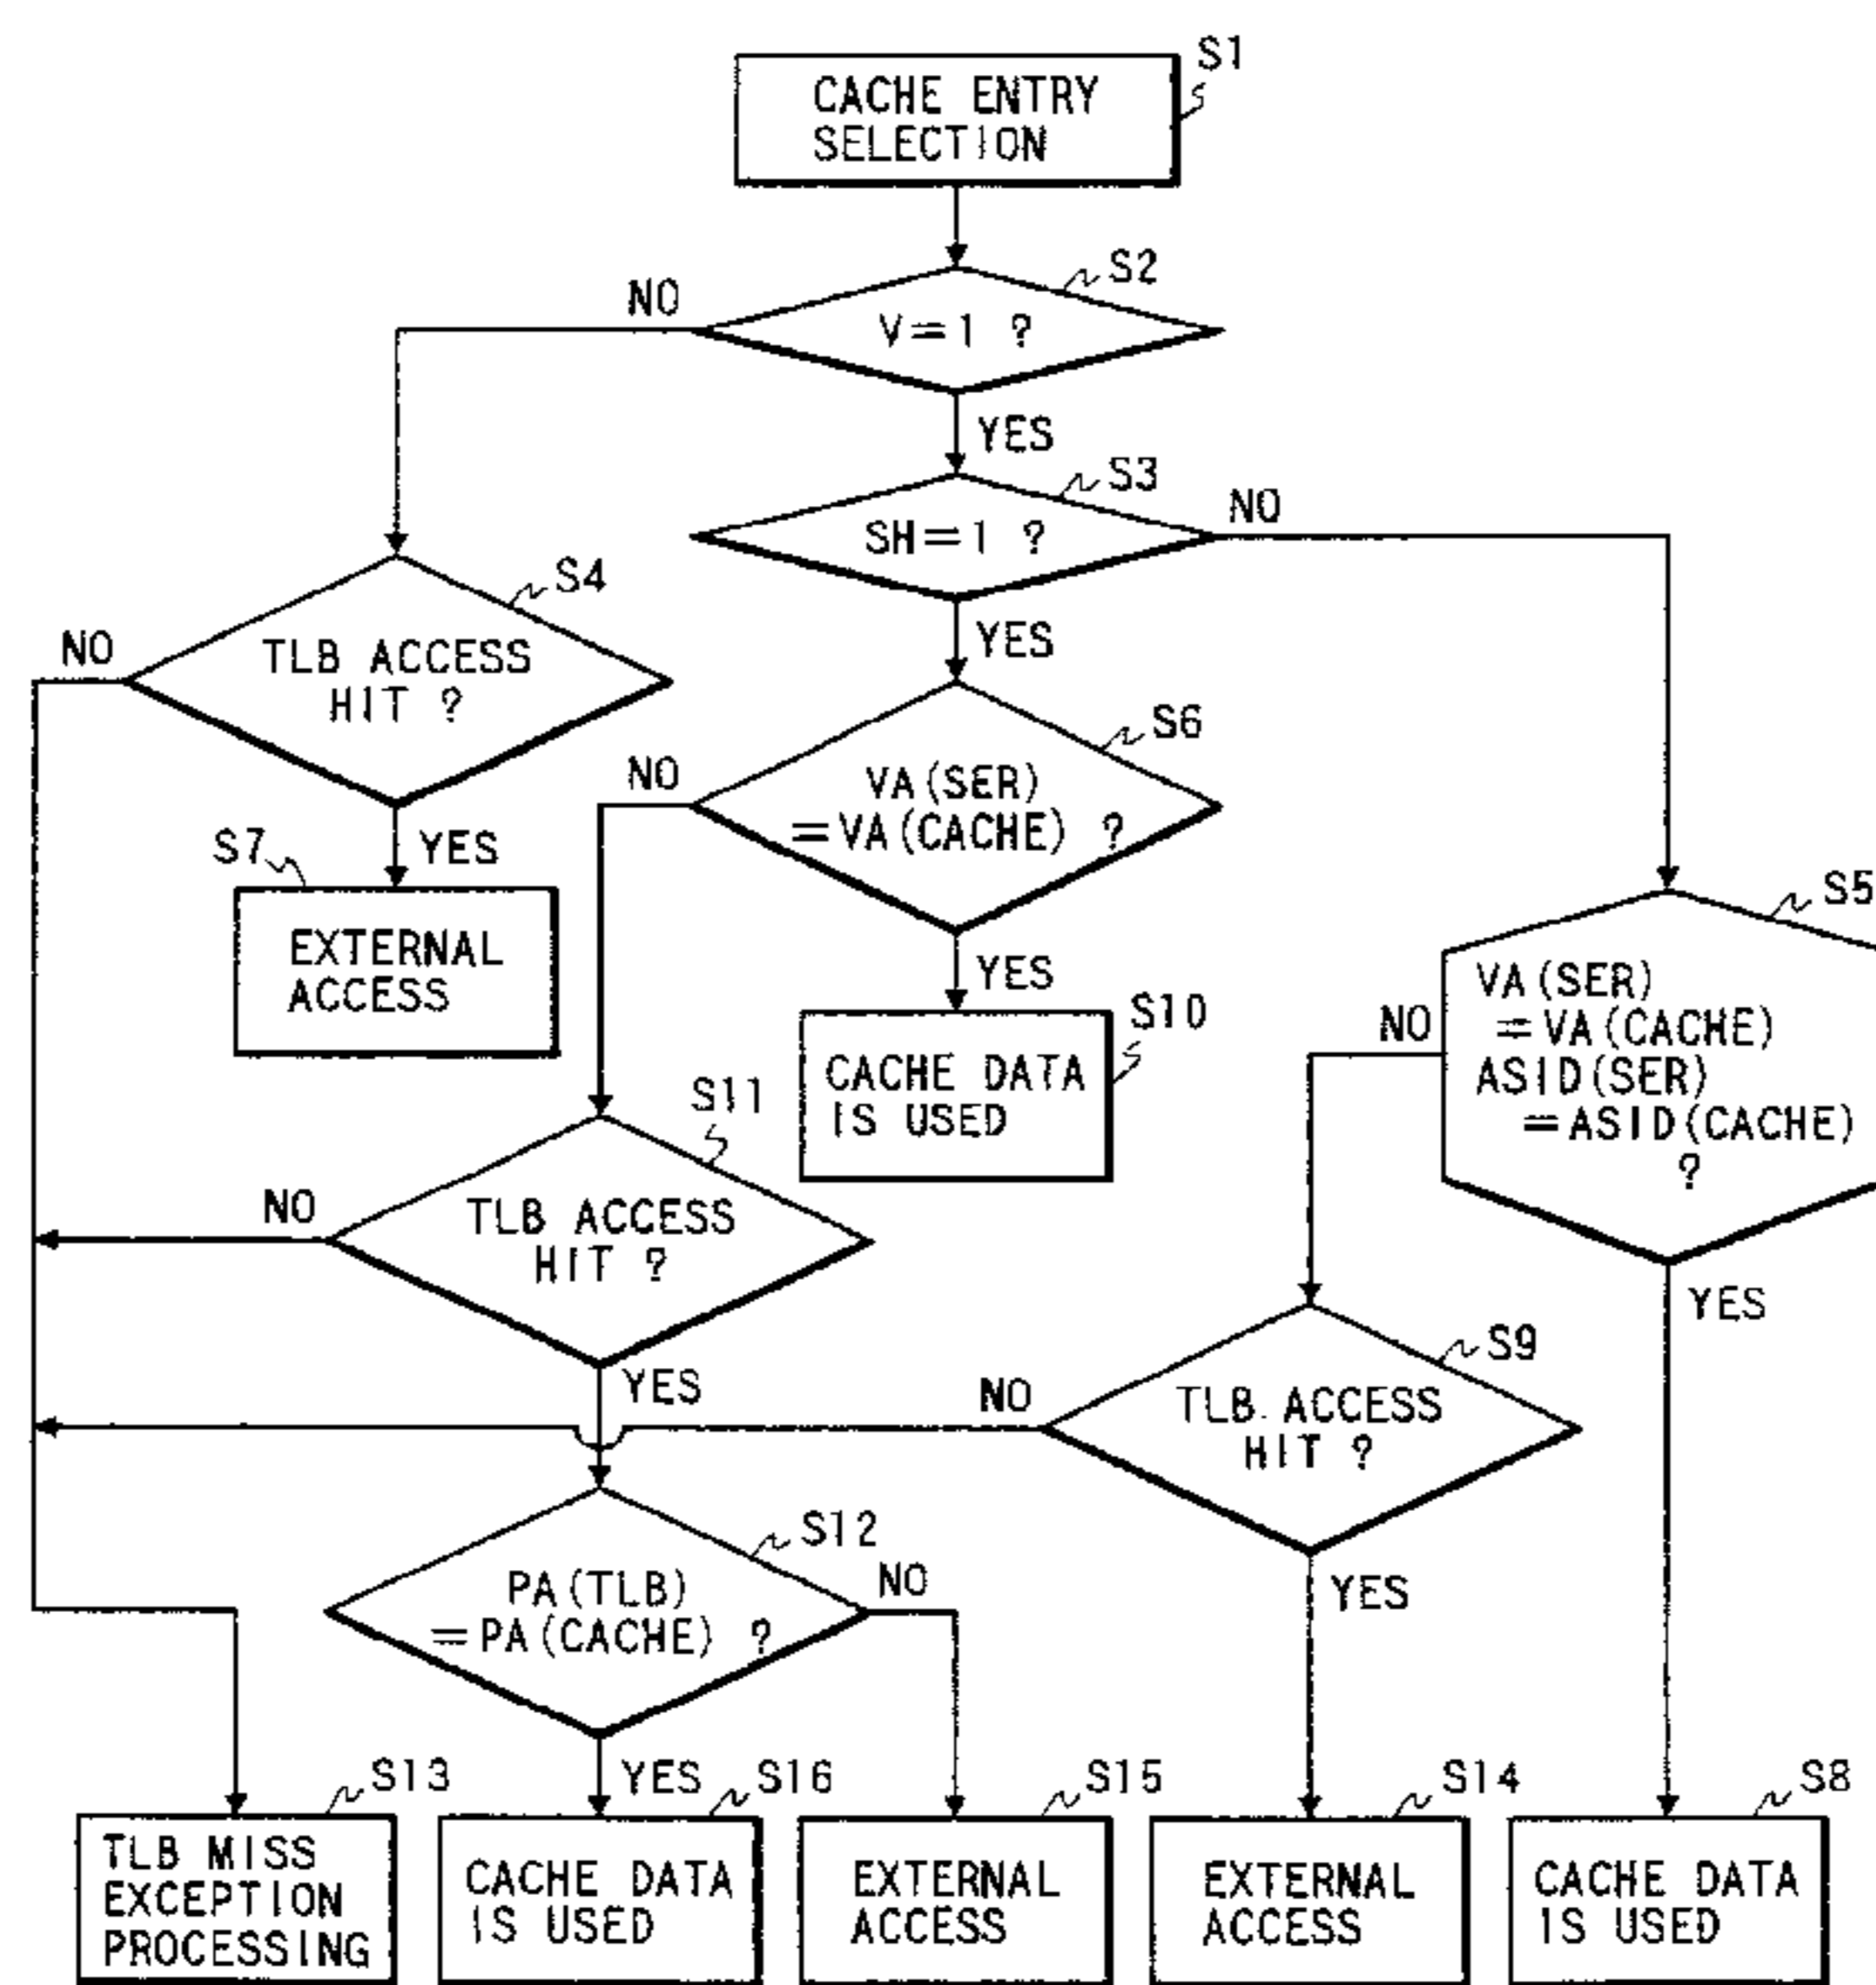 S1
CACHE ENTRY
SELECTION
S2
NO
V=1 ?
YES
S3
NO
SH=1 ?
YES
S4
NO
TLB ACCESS
HIT ?
YES
S6
NO
VA(SER)
=VA(CACHE) ?
YES
S7
EXTERNAL
ACCESS
S5
VA(SER)
=VA(CACHE)
ASID(SER)
=ASID(CACHE)
?
NO
YES
S10
CACHE DATA
IS USED
S11
NO
TLB ACCESS
HIT ?
YES
S9
NO
TLB ACCESS
HIT ?
YES
S12
NO
PA(TLB)
=PA(CACHE) ?
YES
S13
TLB MISS
EXCEPTION
PROCESSING
S16
CACHE DATA
IS USED
S15
EXTERNAL
ACCESS
S14
EXTERNAL
ACCESS
S8
CACHE DATA
IS USED